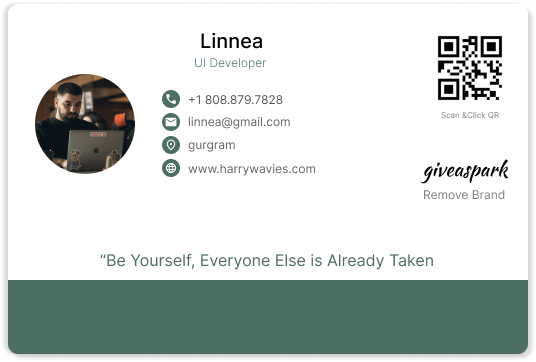 Linnea
UI Developer
+1 808.879.7828
linnea@gmail.com
gurgram
www.harrywavies.com
Scan &Click QR
giveaspark
Remove Brand
“Be Yourself, Everyone Else is Already Taken